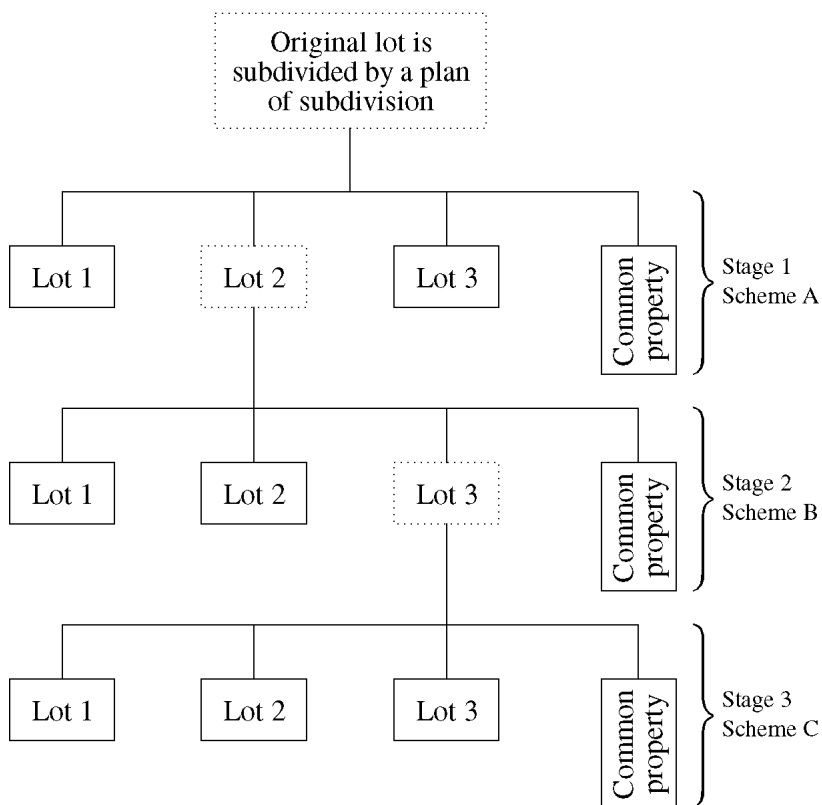 Original lot is
subdivided by a plan
of subdivision
Lot 1
Lot 2
Lot 3
Common
property
Stage 1
Scheme A
Lot 1
Lot 2
Lot 3
Common
property
Stage 2
Scheme B
Lot 1
Lot 2
Lot 3
Common
property
Stage 3
Scheme C